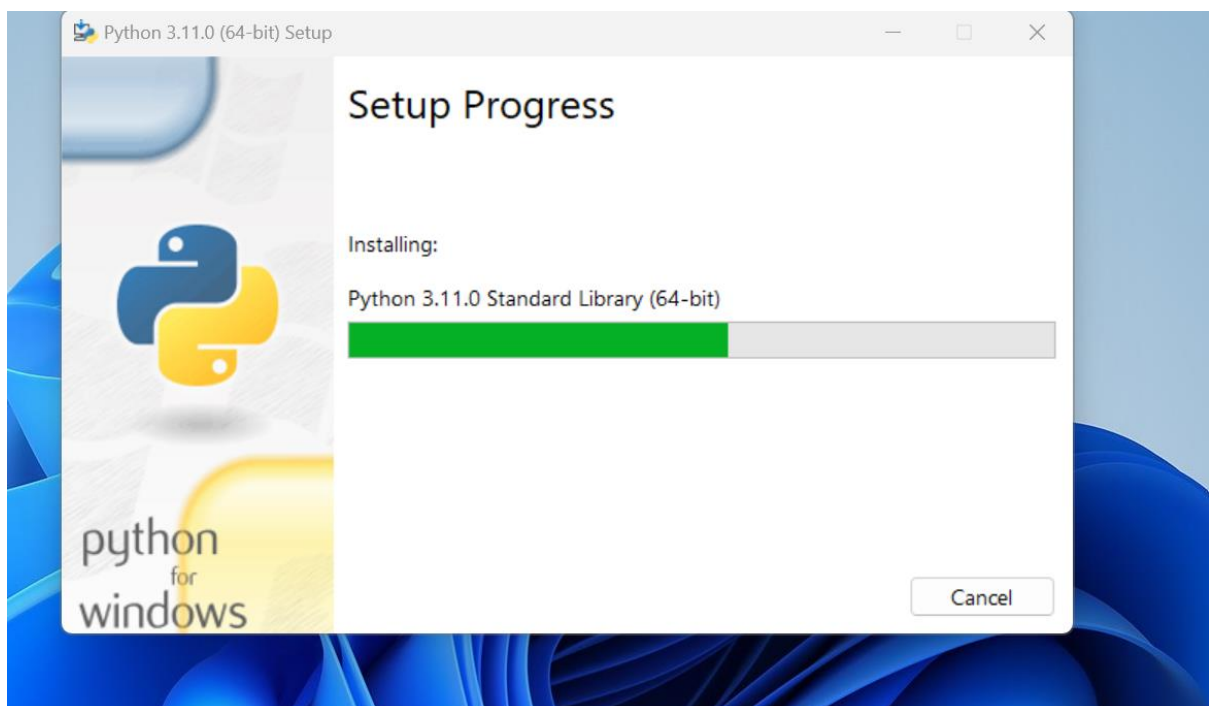 Python 3.11.0 (64-bit) Setup
Setup Progress
Installing:
Python 3.11.0 Standard Library (64-bit)
python
for
windows
Cancel